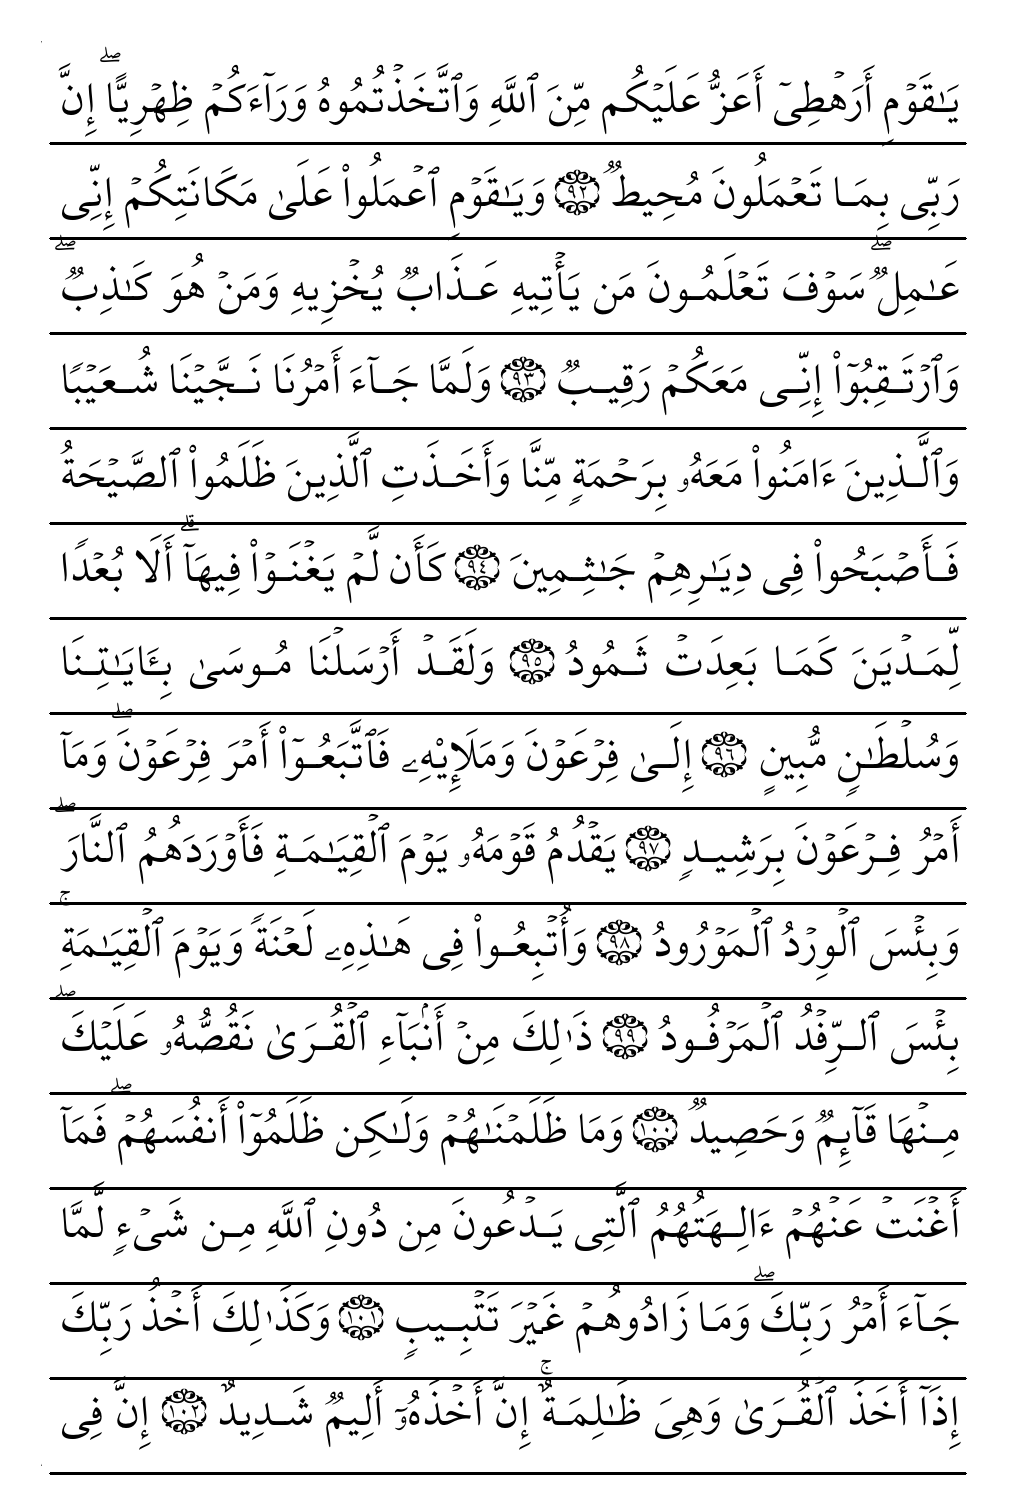 يَـٰقَوۡمِ أَرَهۡطِىٓ أَعَزُّ عَلَيۡكُم مِّنَ ٱللَّهِ وَٱتَّخَذۡتُمُوهُ وَرَآءَكُمۡ ظِهۡرِيًّاۖ إِنَّ
رَبِّى بِمَا تَعۡمَلُونَ مُحِيطٌ ٩٢ وَيَـٰقَوۡمِ ٱعۡمَلُواْ عَلَىٰ مَكَانَتِكُمۡ إِنِّى
عَـٰمِلٌۖ سَوۡفَ تَعۡلَمُونَ مَن يَأۡتِيهِ عَذَابٌ يُخۡزِيهِ وَمَنۡ هُوَ كَـٰذِبٌۖ
وَٱرۡتَقِبُوٓاْ إِنِّى مَعَكُمۡ رَقِيبٌ ٩٣ وَلَمَّا جَآءَ أَمۡرُنَا نَجَّيۡنَا شُعَيۡبًا
وَٱلَّذِينَ ءَامَنُواْ مَعَهُۥ بِرَحۡمَةٍ مِّنَّا وَأَخَذَتِ ٱلَّذِينَ ظَلَمُواْ ٱلصَّيۡحَةُ
فَأَصۡبَحُواْ فِى دِيَـٰرِهِمۡ جَـٰثِمِينَ ٩٤ كَأَن لَّمۡ يَغۡنَوۡاْ فِيهَآۗ أَلَا بُعۡدًا
لِّمَدۡيَنَ كَمَا بَعِدَتۡ ثَمُودُ ٩٥ وَلَقَدۡ أَرۡسَلۡنَا مُوسَىٰ بِـَٔايَـٰتِنَا
وَسُلۡطَـٰنٍ مُّبِينٍ ٩٦ إِلَىٰ فِرۡعَوۡنَ وَمَلَإِيْهِۦ فَٱتَّبَعُوٓاْ أَمۡرَ فِرۡعَوۡنَۖ وَمَآ
أَمۡرُ فِرۡعَوۡنَ بِرَشِيدٍ ٩٧ يَقۡدُمُ قَوۡمَهُۥ يَوۡمَ ٱلۡقِيَـٰمَةِ فَأَوۡرَدَهُمُ ٱلنَّارَۖ
وَبِئۡسَ ٱلۡوِرۡدُ ٱلۡمَوۡرُودُ ٩٨ وَأُتۡبِعُواْ فِى هَـٰذِهِۦ لَعۡنَةً وَيَوۡمَ ٱلۡقِيَـٰمَةِۚ
بِئۡسَ ٱلرِّفۡدُ ٱلۡمَرۡفُودُ ٩٩ ذَٰلِكَ مِنۡ أَنۢبَآءِ ٱلۡقُرَىٰ نَقُصُّهُۥ عَلَيۡكَۖ
مِنۡهَا قَآئِمٌ وَحَصِيدٌ ١٠٠ وَمَا ظَلَمۡنَـٰهُمۡ وَلَـٰكِن ظَلَمُوٓاْ أَنفُسَهُمۡۖ فَمَآ
أَغۡنَتۡ عَنۡهُمۡ ءَالِهَتُهُمُ ٱلَّتِى يَدۡعُونَ مِن دُونِ ٱللَّهِ مِن شَىۡءٍ لَّمَّا
جَآءَ أَمۡرُ رَبِّكَۖ وَمَا زَادُوهُمۡ غَيۡرَ تَتۡبِيبٍ ١٠١ وَكَذَٰلِكَ أَخۡذُ رَبِّكَ
إِذَآ أَخَذَ ٱلۡقُرَىٰ وَهِىَ ظَـٰلِمَةٌۚ إِنَّ أَخۡذَهُۥٓ أَلِيمٌ شَدِيدٌ ١٠٢ إِنَّ فِى